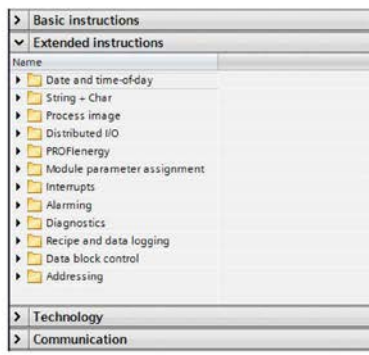 Basic instructions
Extended instructions
Name
Date and time-of-day
String + Char
Process image
Distributed I/O
PROFIenergy
Module parameter assignment
Interrupts
Alarming
Diagnostics
Recipe and data logging
Data block control
Addressing
Technology
Communication